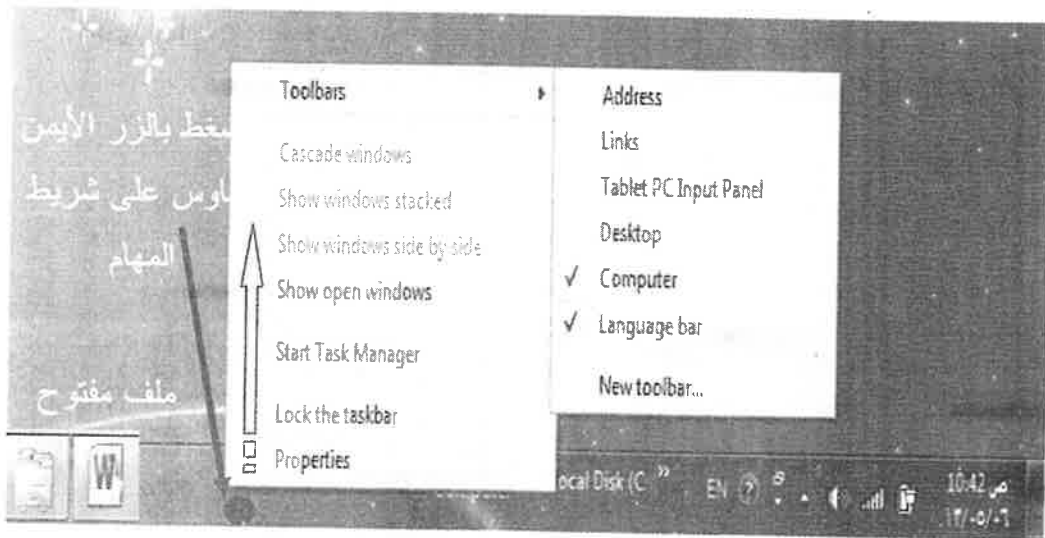 Toolbars
Cascade windows
Show windows stacked
Show windows side by side
Show open windows
Start Task Manager
Lock the taskbar
Properties
Address
Links
Tablet PC Input Panel
Desktop
✓ Computer
✓ Language bar
New toolbar...
بالزر الأيمن
على شريط
المهام
ملف مفتوح
ocal Disk (C »
EN
10:42 ص